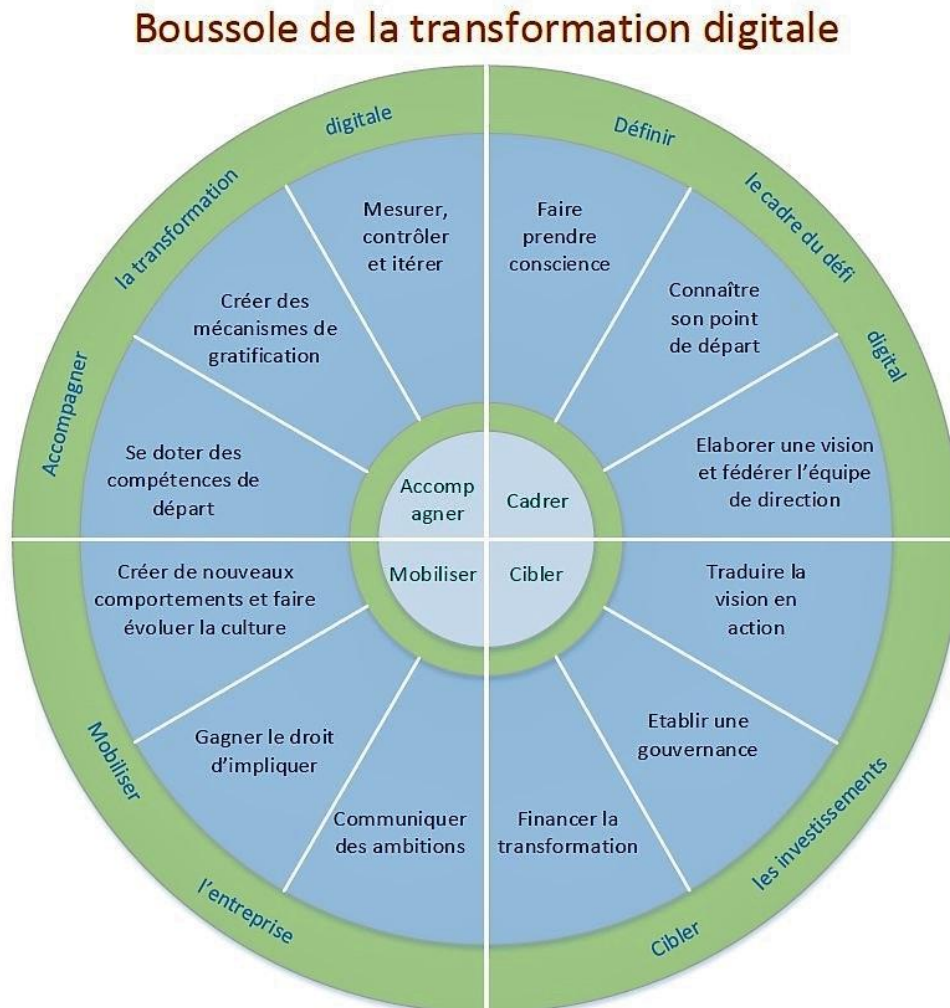 Boussole de la transformation digitale
Définir
le cadre du défi
digital
Faire
prendre
conscience
Connaître
son point
de départ
Elaborer une vision
et fédérer l'équipe
de direction
Traduire la
vision en
action
Etablir une
gouvernance
Financer la
transformation
Cibler
les investissements
Communiquer
des ambitions
Gagner le droit
d'impliquer
Créer de nouveaux
comportements et faire
évoluer la culture
Mobiliser
l'entreprise
Se doter des
compétences de
départ
Créer des
mécanismes de
gratification
Mesurer,
contrôler
et itérer
Accompagner
la transformation
digitale
Accomp
agner
Cadrer
Mobiliser
Cibler